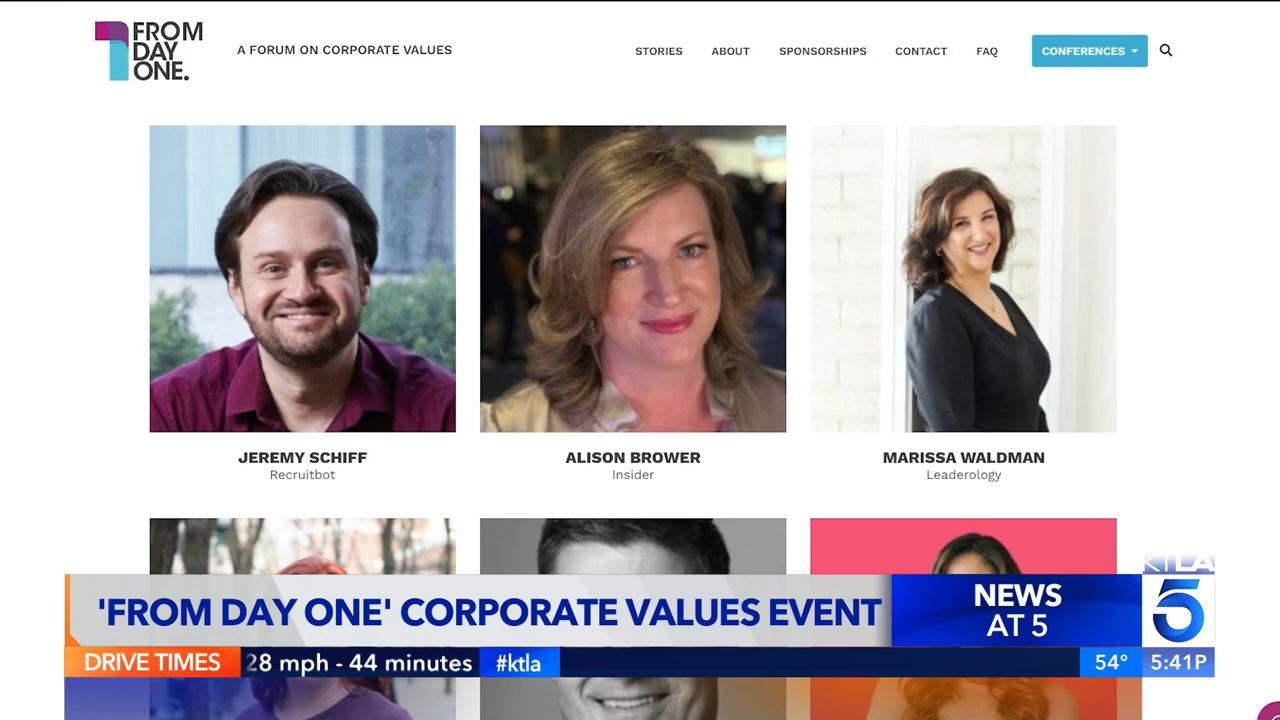 FROM
DAY
ONE.
A FORUM ON CORPORATE VALUES
STORIES ABOUT SPONSORSHIPS CONTACT FAQ CONFERENCES
JEREMY SCHIFF
Recruitbot
ALISON BROWER
Insider
MARISSA WALDMAN
Leaderology
'FROM DAY ONE' CORPORATE VALUES EVENT
NEWS
AT 5
KTLA
5
DRIVE TIMES 28 mph - 44 minutes #ktla 54° 5:41P